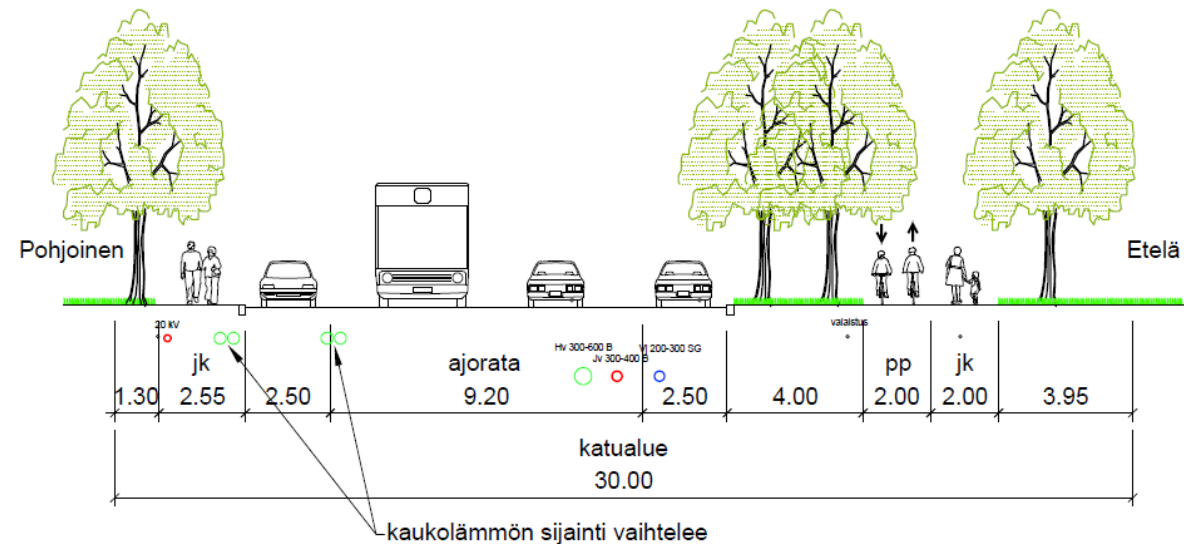 Pohjoinen
Etelä
20 kV
valaistus
Hv 300-600 B
Vj 200-300 SG
Jv 300-400 B
jk
ajorata
pp
jk
1.30
2.55
2.50
9.20
2.50
4.00
2.00
2.00
3.95
katualue
30.00
kaukolämmön sijainti vaihtelee